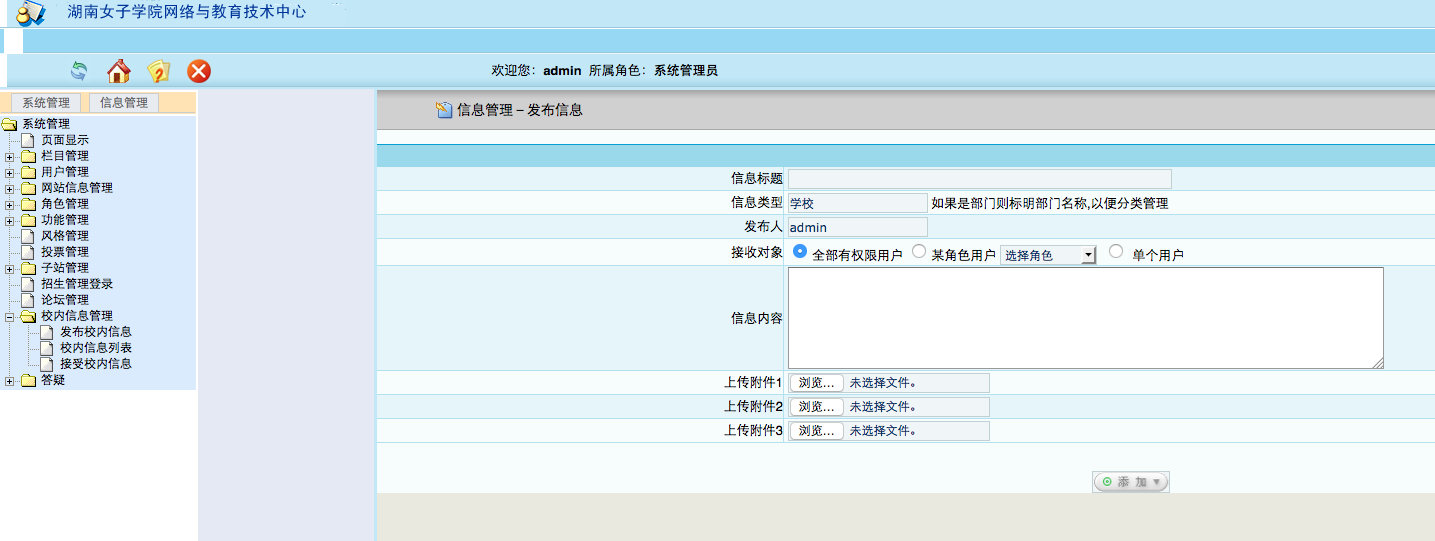 湖南女子学院网络与教育技术中心
欢迎您：admin 所属角色：系统管理员
系统管理 信息管理
系统管理
页面显示
栏目管理
用户管理
网站信息管理
角色管理
功能管理
风格管理
投票管理
子站管理
招生管理登录
论坛管理
校内信息管理
发布校内信息
校内信息列表
接受校内信息
答疑
信息管理－发布信息
信息标题
信息类型 学校 如果是部门则标明部门名称,以便分类管理
发布人 admin
接收对象 全部有权限用户 某角色用户 选择角色 单个用户
信息内容
上传附件1 浏览... 未选择文件。
上传附件2 浏览... 未选择文件。
上传附件3 浏览... 未选择文件。
添 加